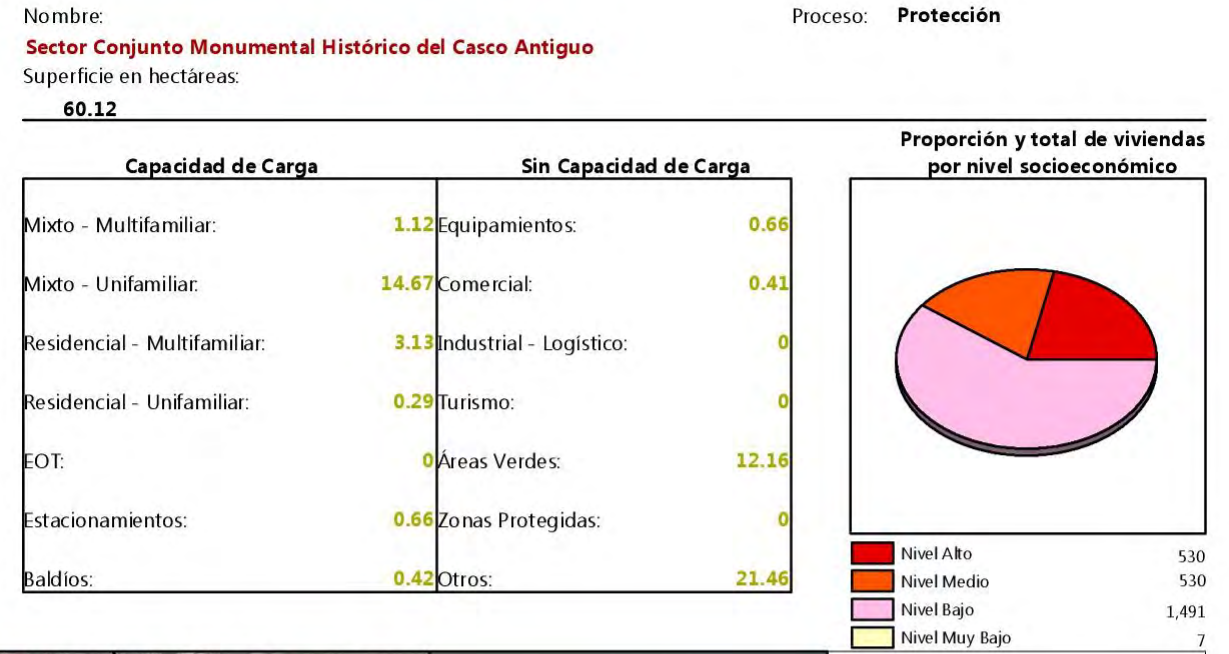 Nombre:
Proceso: Protección
Sector Conjunto Monumental Histórico del Casco Antiguo
Superficie en hectáreas:
60.12
Capacidad de Carga
Sin Capacidad de Carga
Proporción y total de viviendas
por nivel socioeconómico
Mixto - Multifamiliar: 1.12 Equipamientos: 0.66
Mixto - Unifamiliar: 14.67 Comercial: 0.41
Residencial - Multifamiliar: 3.13 Industrial - Logístico: 0
Residencial - Unifamiliar: 0.29 Turismo: 0
EOT: 0 Áreas Verdes: 12.16
Estacionamientos: 0.66 Zonas Protegidas: 0
Baldíos: 0.42 Otros: 21.46
Nivel Alto 530
Nivel Medio 530
Nivel Bajo 1,491
Nivel Muy Bajo 7